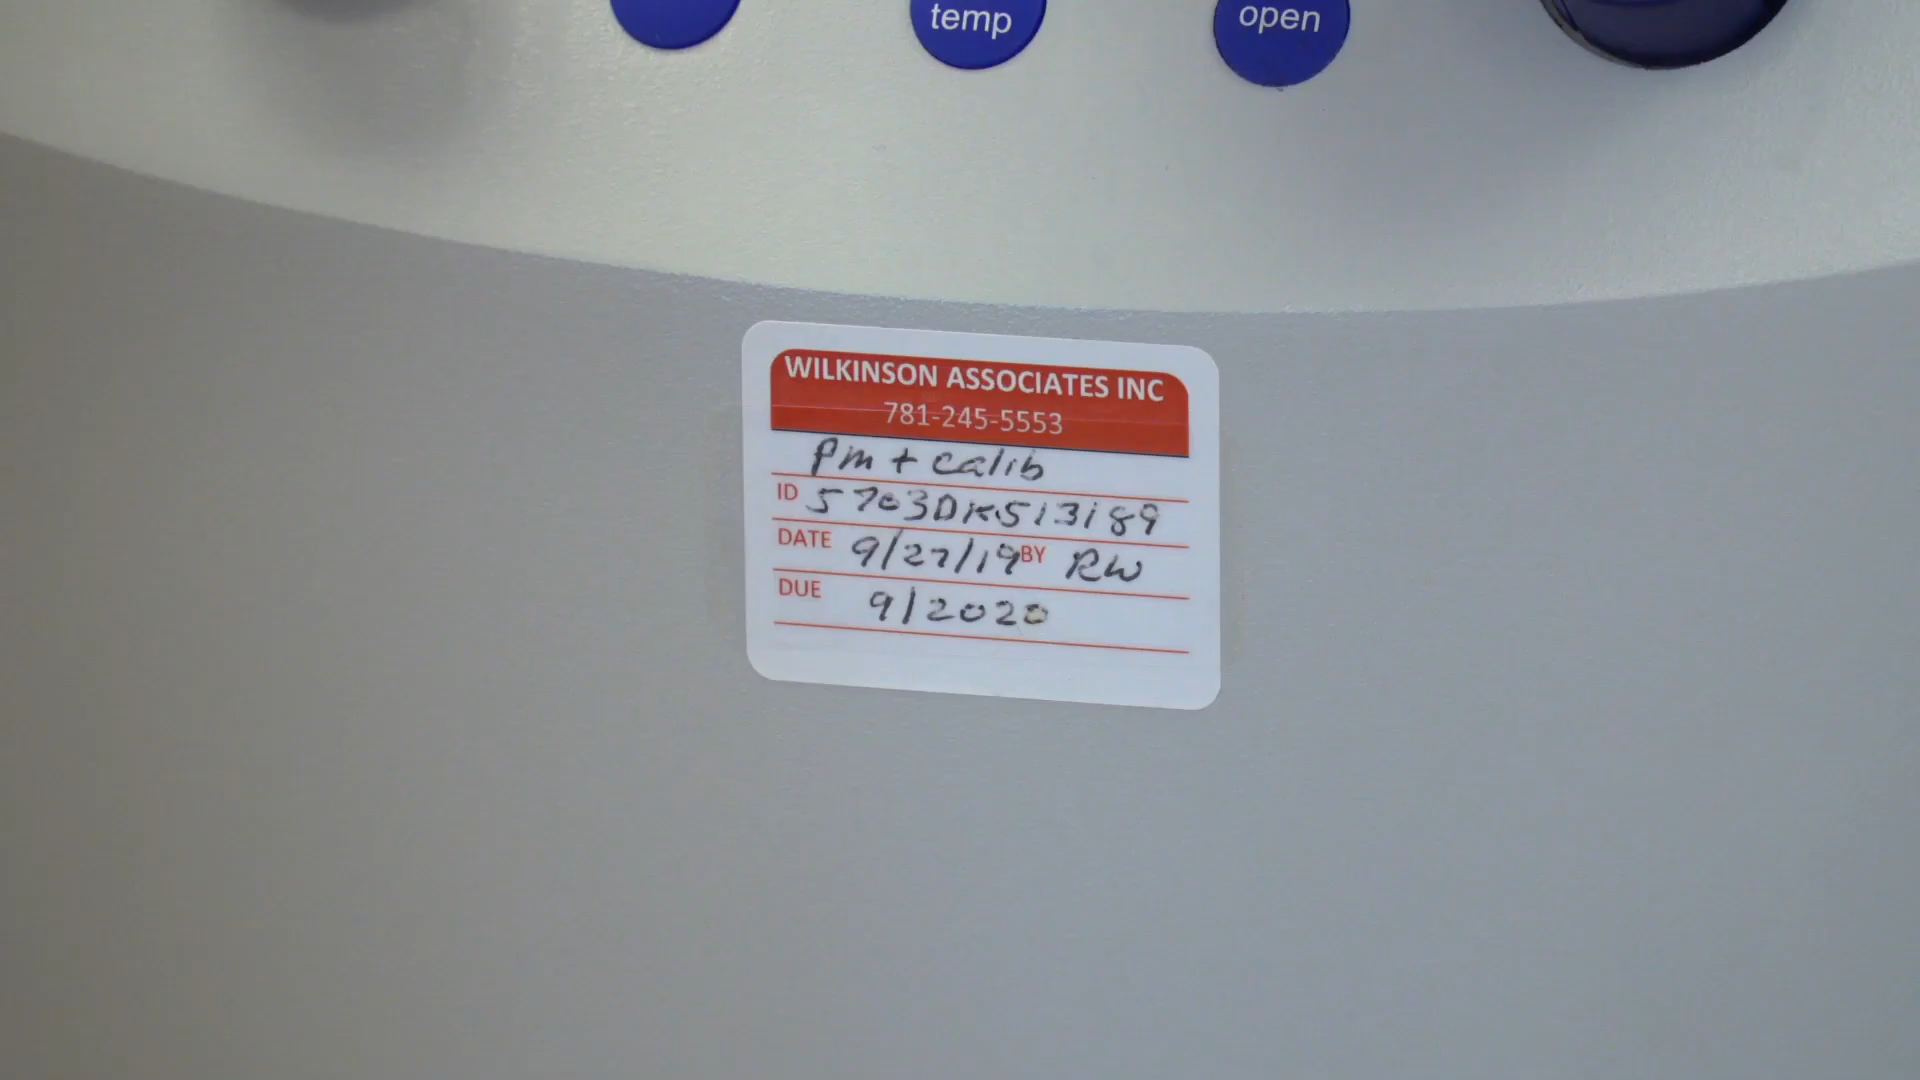 temp open
WILKINSON ASSOCIATES INC
781-245-5553
Pm + calib
ID 5703DK513189
DATE 9/27/19 BY RW
DUE 9/2020